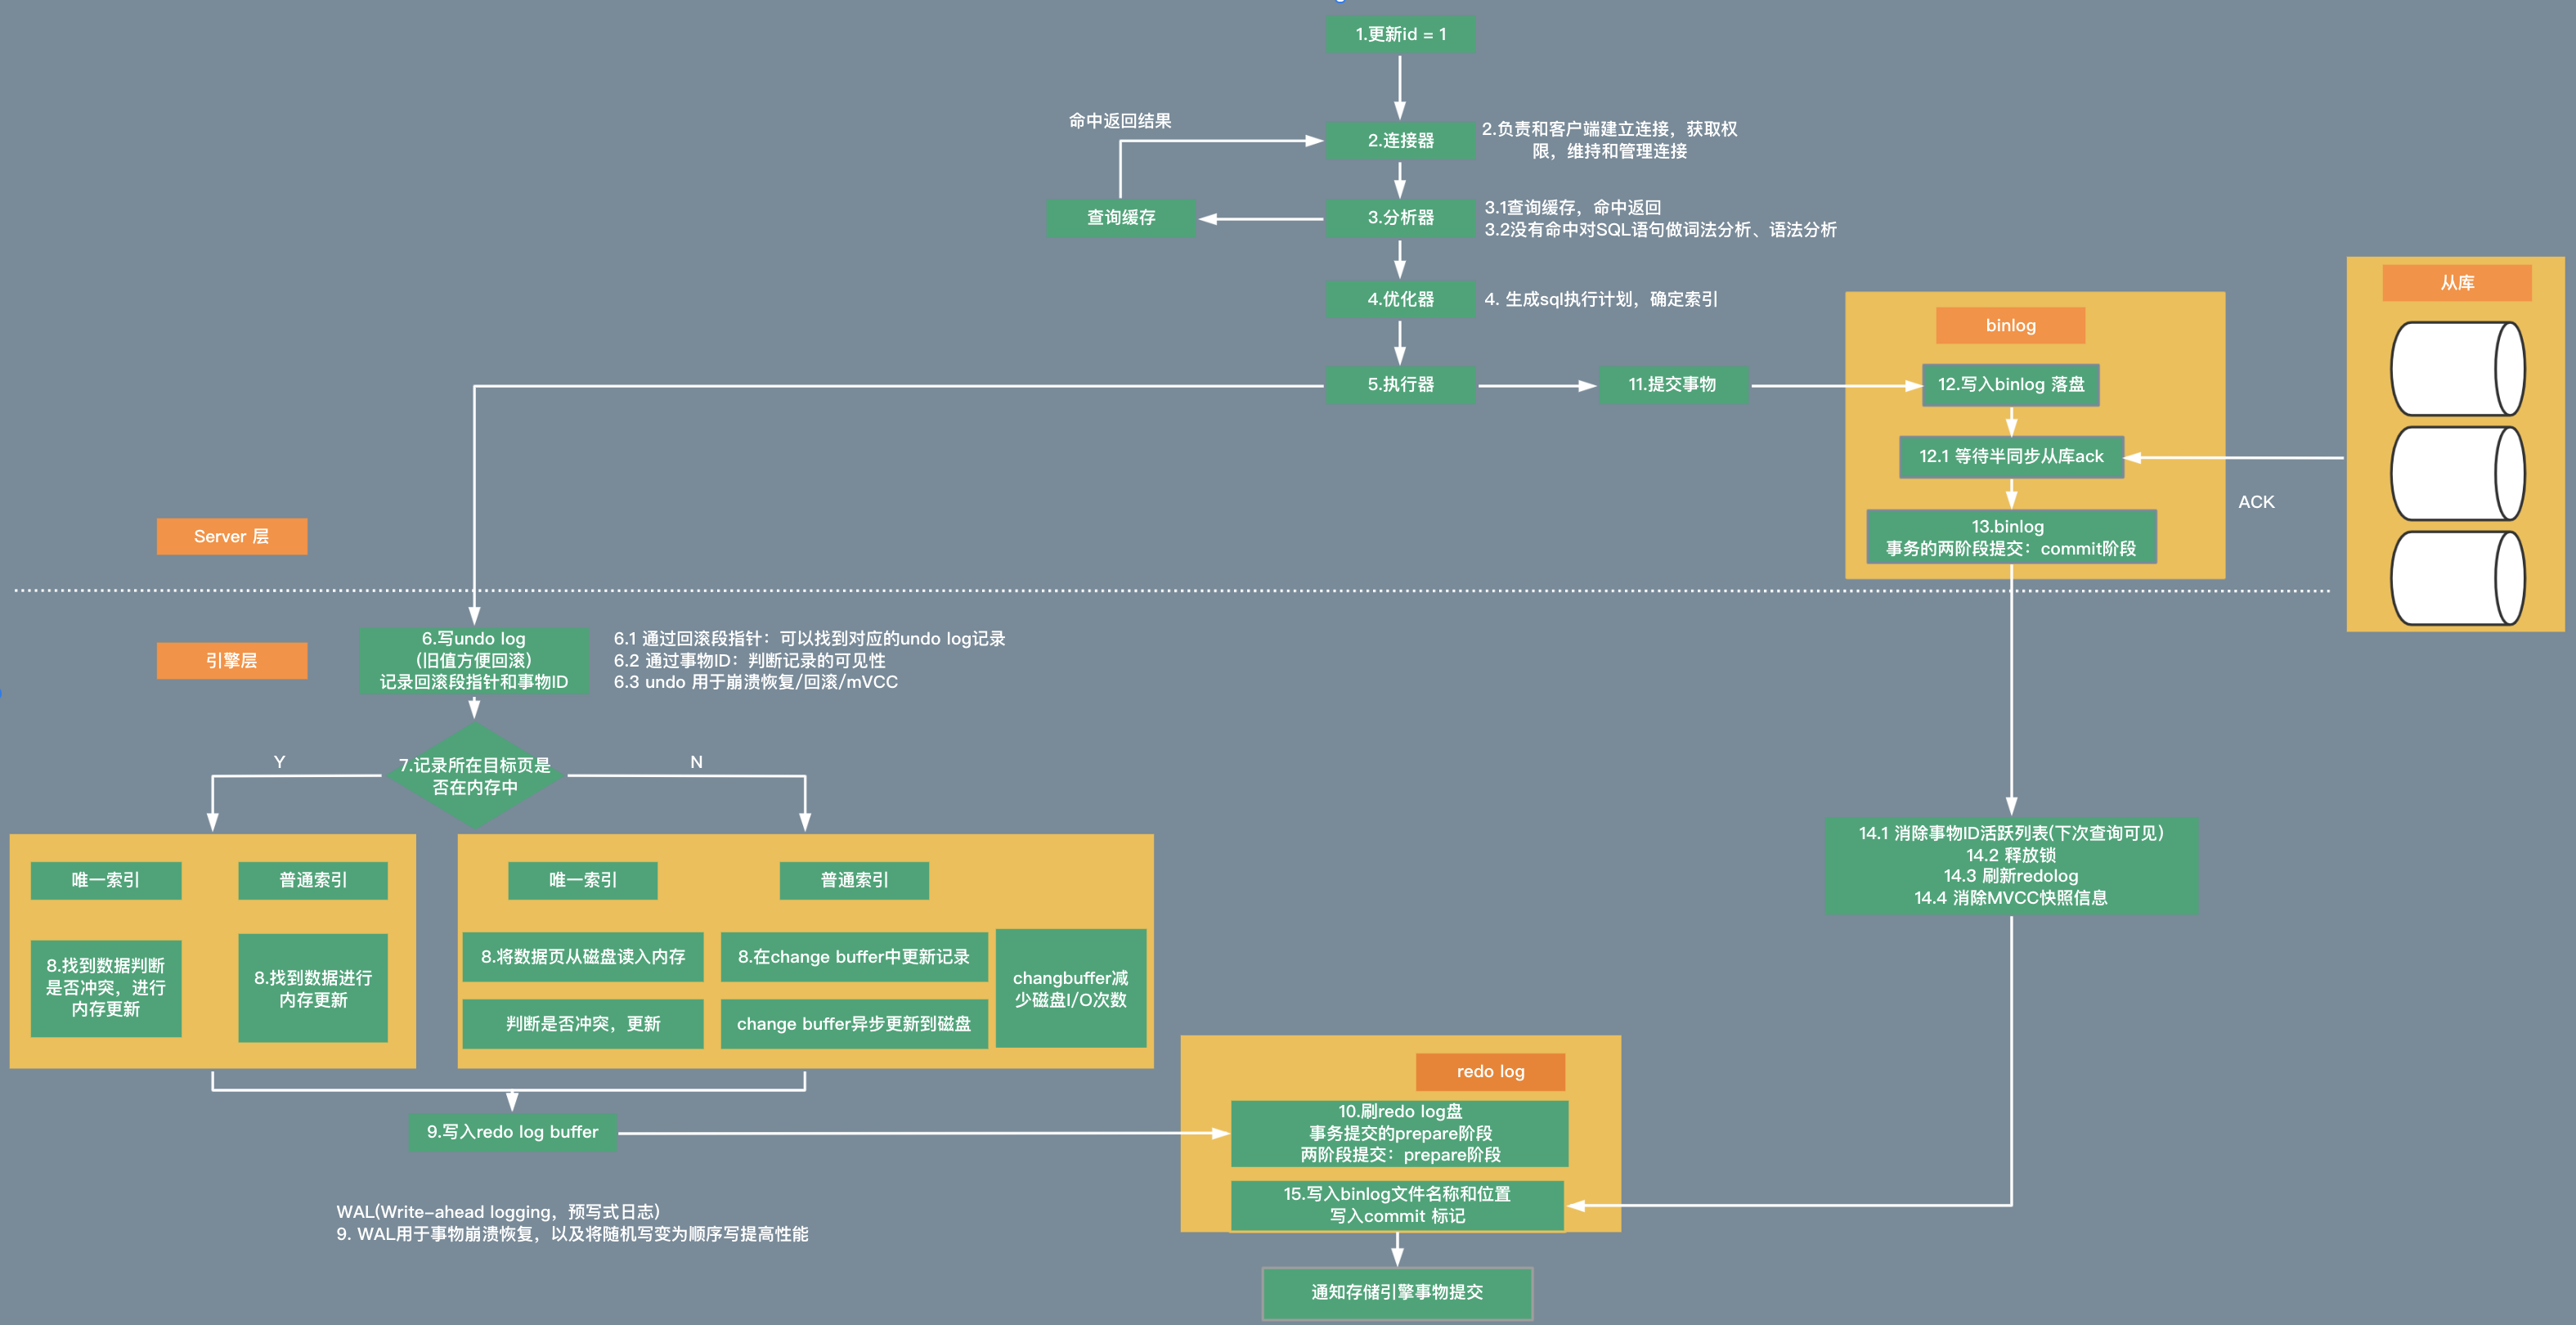 1.更新id = 1
命中返回结果
2.连接器
2.负责和客户端建立连接，获取权
限，维持和管理连接
查询缓存
3.分析器
3.1查询缓存，命中返回
3.2没有命中对SQL语句做词法分析、语法分析
4.优化器
4. 生成sql执行计划，确定索引
5.执行器
11.提交事物
binlog
12.写入binlog 落盘
12.1 等待半同步从库ack
13.binlog
事务的两阶段提交：commit阶段
从库
ACK
Server 层
引擎层
6.写undo log
(旧值方便回滚)
记录回滚段指针和事物ID
6.1 通过回滚段指针：可以找到对应的undo log记录
6.2 通过事物ID：判断记录的可见性
6.3 undo 用于崩溃恢复/回滚/mVCC
7.记录所在目标页是
否在内存中
Y
N
唯一索引
普通索引
8.找到数据判断
是否冲突，进行
内存更新
8.找到数据进行
内存更新
唯一索引
普通索引
8.将数据页从磁盘读入内存
判断是否冲突，更新
8.在change buffer中更新记录
change buffer异步更新到磁盘
changbuffer减
少磁盘I/O次数
9.写入redo log buffer
WAL(Write-ahead logging，预写式日志)
9. WAL用于事物崩溃恢复，以及将随机写变为顺序写提高性能
redo log
10.刷redo log盘
事务提交的prepare阶段
两阶段提交：prepare阶段
14.1 消除事物ID活跃列表(下次查询可见)
14.2 释放锁
14.3 刷新redolog
14.4 消除MVCC快照信息
15.写入binlog文件名称和位置
写入commit 标记
通知存储引擎事物提交